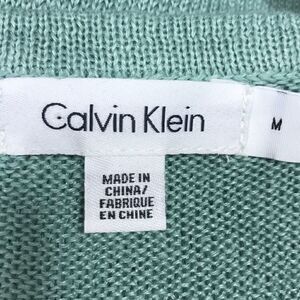 Calvin Klein
M
MADE IN
CHINA/
FABRIQUE
EN CHINE